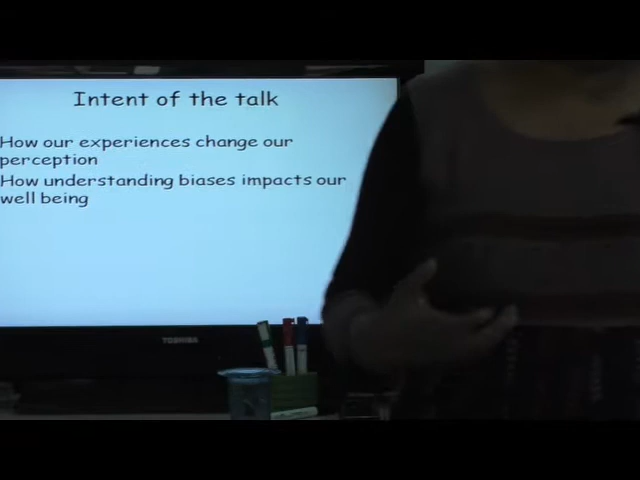 Intent of the talk
How our experiences change our
perception
How understanding biases impacts our
well being
TOSHIBA